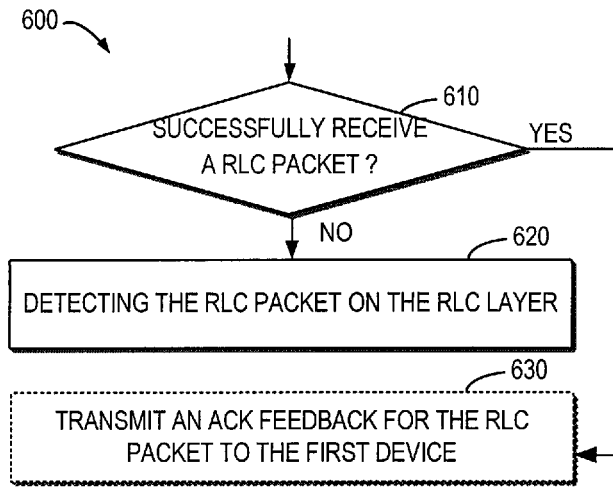 600
610
SUCCESSFULLY RECEIVE
A RLC PACKET ?
YES
NO
620
DETECTING THE RLC PACKET ON THE RLC LAYER
630
TRANSMIT AN ACK FEEDBACK FOR THE RLC
PACKET TO THE FIRST DEVICE